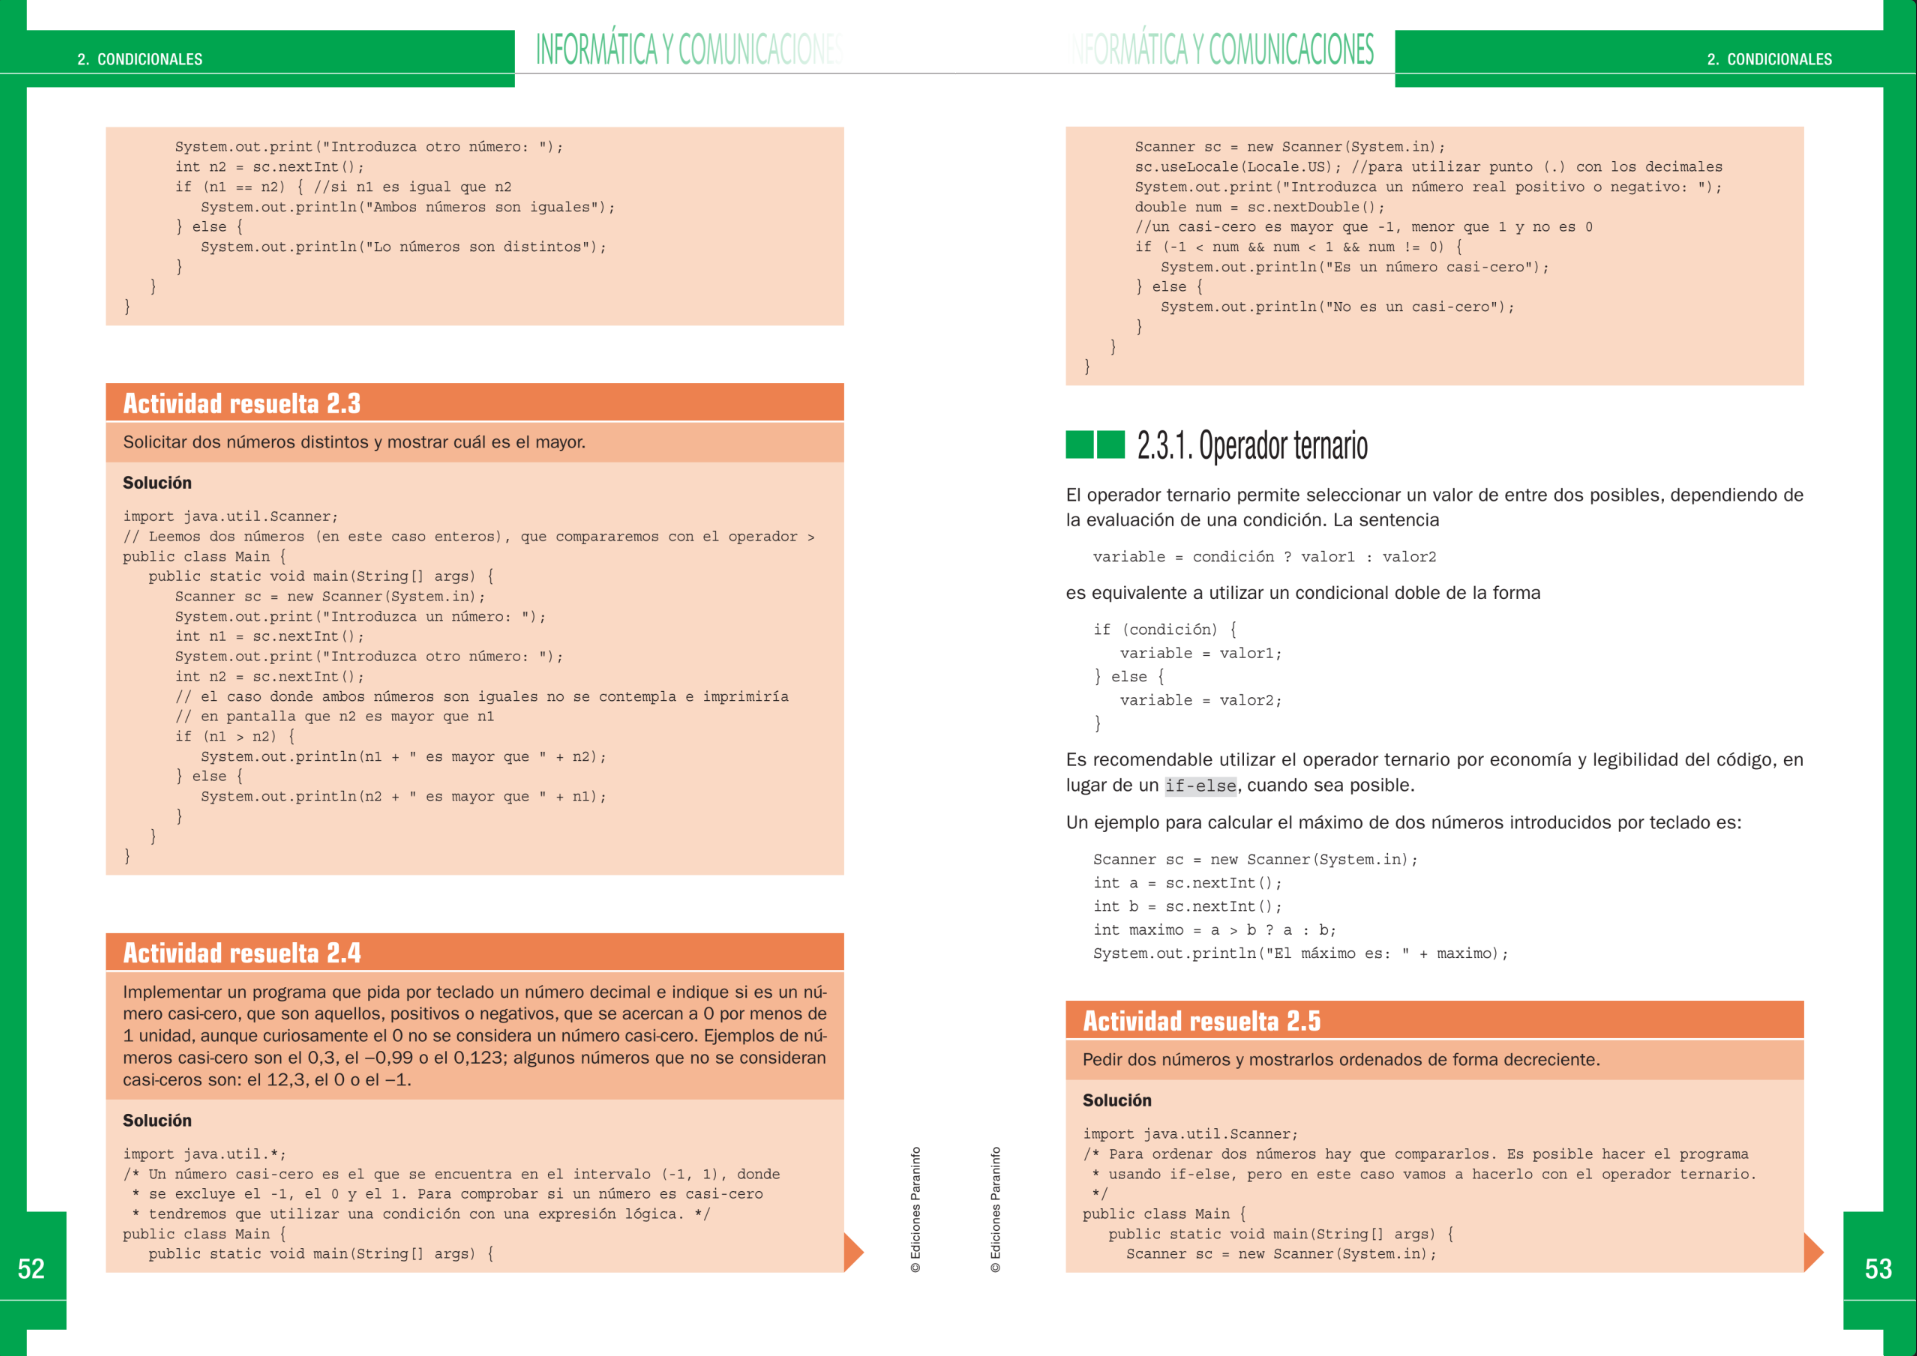 2. CONDICIONALES
INFORMÁTICA Y COMUNICACIONES
System.out.print("Introduzca otro número: ");
int n2 = sc.nextInt();
if (n1 == n2) { //si n1 es igual que n2
System.out.println("Ambos números son iguales");
} else {
System.out.println("Lo números son distintos");
}
}
}
Actividad resuelta 2.3
Solicitar dos números distintos y mostrar cuál es el mayor.
Solución
import java.util.Scanner;
// Leemos dos números (en este caso enteros), que compararemos con el operador >
public class Main {
public static void main(String[] args) {
Scanner sc = new Scanner(System.in);
System.out.print("Introduzca un número: ");
int n1 = sc.nextInt();
System.out.print("Introduzca otro número: ");
int n2 = sc.nextInt();
// el caso donde ambos números son iguales no se contempla e imprimiría
// en pantalla que n2 es mayor que n1
if (n1 > n2) {
System.out.println(n1 + " es mayor que " + n2);
} else {
System.out.println(n2 + " es mayor que " + n1);
}
}
}
Actividad resuelta 2.4
Implementar un programa que pida por teclado un número decimal e indique si es un nú-
mero casi-cero, que son aquellos, positivos o negativos, que se acercan a 0 por menos de
1 unidad, aunque curiosamente el 0 no se considera un número casi-cero. Ejemplos de nú-
meros casi-cero son el 0,3, el –0,99 o el 0,123; algunos números que no se consideran
casi-ceros son: el 12,3, el 0 o el –1.
Solución
import java.util.*;
/* Un número casi-cero es el que se encuentra en el intervalo (-1, 1), donde
* se excluye el -1, el 0 y el 1. Para comprobar si un número es casi-cero
* tendremos que utilizar una condición con una expresión lógica. */
public class Main {
public static void main(String[] args) {
52
© Ediciones Paraninfo
INFORMÁTICA Y COMUNICACIONES
2. CONDICIONALES
Scanner sc = new Scanner(System.in);
sc.useLocale(Locale.US); //para utilizar punto (.) con los decimales
System.out.print("Introduzca un número real positivo o negativo: ");
double num = sc.nextDouble();
//un casi-cero es mayor que -1, menor que 1 y no es 0
if (-1 < num && num < 1 && num != 0) {
System.out.println("Es un número casi-cero");
} else {
System.out.println("No es un casi-cero");
}
}
}
2.3.1. Operador ternario
El operador ternario permite seleccionar un valor de entre dos posibles, dependiendo de
la evaluación de una condición. La sentencia
variable = condición ? valor1 : valor2
es equivalente a utilizar un condicional doble de la forma
if (condición) {
variable = valor1;
} else {
variable = valor2;
}
Es recomendable utilizar el operador ternario por economía y legibilidad del código, en
lugar de un if-else, cuando sea posible.
Un ejemplo para calcular el máximo de dos números introducidos por teclado es:
Scanner sc = new Scanner(System.in);
int a = sc.nextInt();
int b = sc.nextInt();
int maximo = a > b ? a : b;
System.out.println("El máximo es: " + maximo);
Actividad resuelta 2.5
Pedir dos números y mostrarlos ordenados de forma decreciente.
Solución
import java.util.Scanner;
/* Para ordenar dos números hay que compararlos. Es posible hacer el programa
* usando if-else, pero en este caso vamos a hacerlo con el operador ternario.
*/
public class Main {
public static void main(String[] args) {
Scanner sc = new Scanner(System.in);
© Ediciones Paraninfo
53